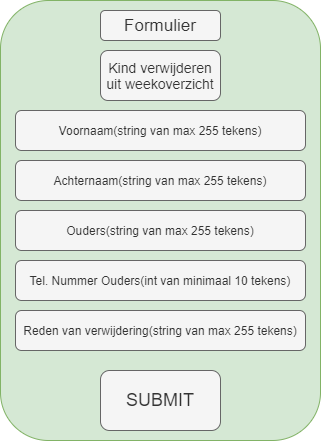 Formulier
Kind verwijderen
uit weekoverzicht
Voornaam(string van max 255 tekens)
Achternaam(string van max 255 tekens)
Ouders(string van max 255 tekens)
Tel. Nummer Ouders(int van minimaal 10 tekens)
Reden van verwijdering(string van max 255 tekens)
SUBMIT